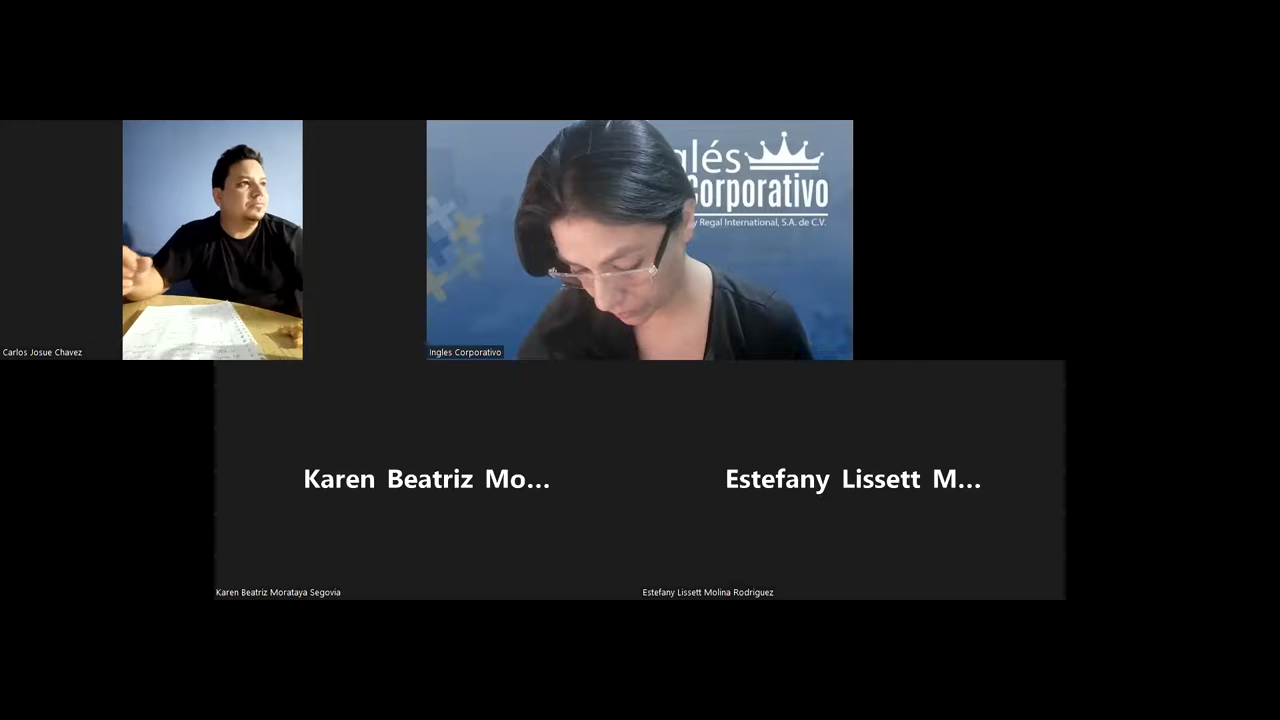 glés
Corporativo
y Regal International, S.A. de C.V.
Carlos Josue Chavez
Ingles Corporativo
Karen Beatriz Mo...
Estefany Lissett M...
Karen Beatriz Morataya Segovia
Estefany Lissett Molina Rodriguez